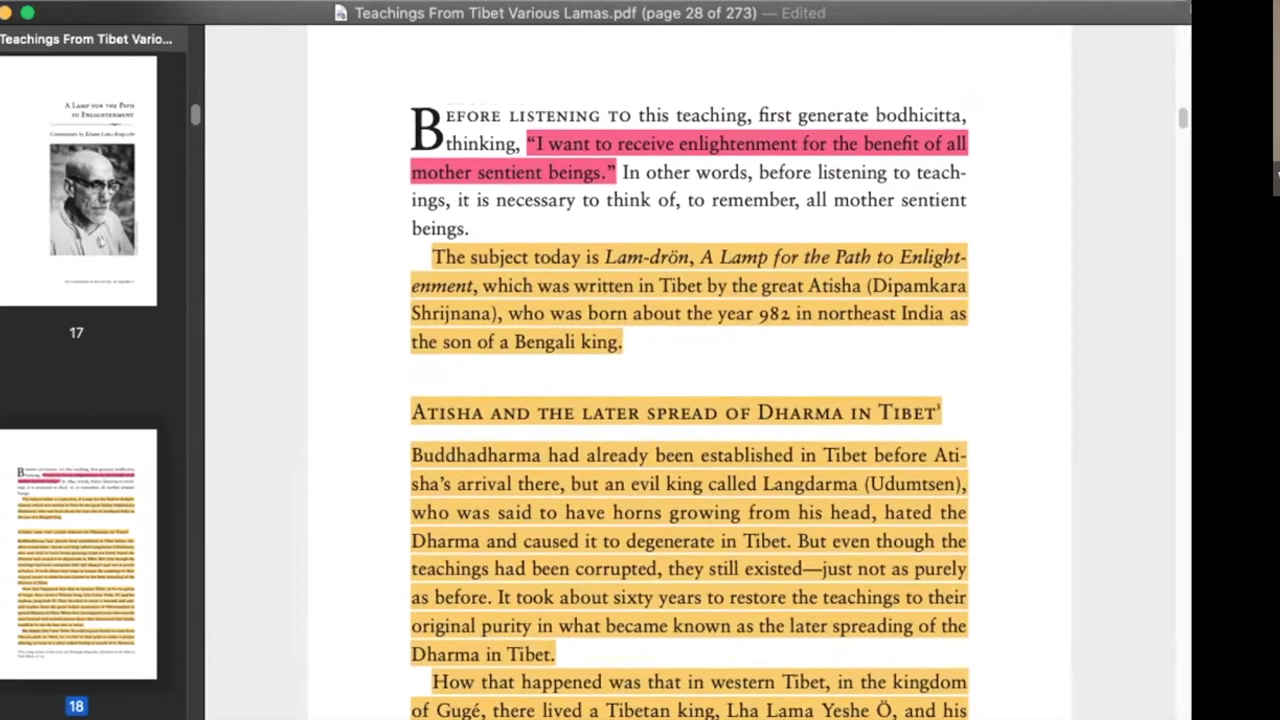 Teachings From Tibet Various Lamas.pdf (page 28 of 273) — Edited
Teachings From Tibet Vario...
A Lamp for the Path
to Enlightenment
17
18
BEFORE LISTENING TO this teaching, first generate bodhicitta,
thinking, “I want to receive enlightenment for the benefit of all
mother sentient beings.” In other words, before listening to teach-
ings, it is necessary to think of, to remember, all mother sentient
beings.
The subject today is Lam-drön, A Lamp for the Path to Enlight-
enment, which was written in Tibet by the great Atisha (Dipamkara
Shrijnana), who was born about the year 982 in northeast India as
the son of a Bengali king.
Atisha and the later spread of Dharma in Tibet³
Buddhadharma had already been established in Tibet before Ati-
sha’s arrival there, but an evil king called Langdarma (Udumtsen),
who was said to have horns growing from his head, hated the
Dharma and caused it to degenerate in Tibet. But even though the
teachings had been corrupted, they still existed—just not as purely
as before. It took about sixty years to restore the teachings to their
original purity in what became known as the later spreading of the
Dharma in Tibet.
How that happened was that in western Tibet, in the kingdom
of Gugé, there lived a Tibetan king, Lha Lama Yeshe Ö, and his